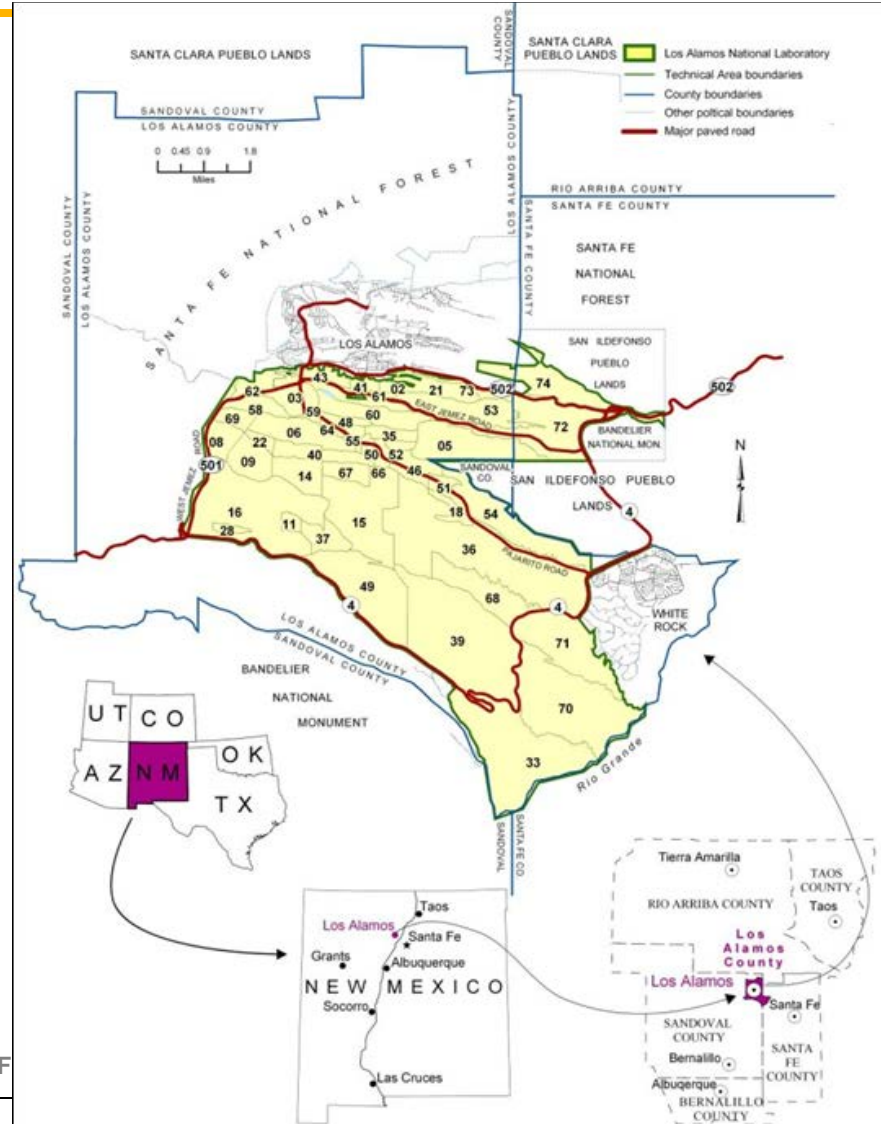 SANTA CLARA PUEBLO LANDS
SANDOVAL
COUNTY
SANTA CLARA
PUEBLO LANDS
Los Alamos National Laboratory
Technical Area boundaries
County boundaries
Other poltical boundaries
Major paved road
SANDOVAL COUNTY
LOS ALAMOS COUNTY
0 0.45 0.9 1.8
Miles
LOS ALAMOS COUNTY
SANTA FE COUNTY
RIO ARRIBA COUNTY
SANTA FE COUNTY
SANDOVAL COUNTY
LOS ALAMOS COUNTY
SANTA FE NATIONAL FOREST
SANTA FE
NATIONAL
FOREST
LOS ALAMOS
SAN ILDEFONSO
PUEBLO
LANDS
62
43
41
02
21
73
502
74
502
03
61
58
59
60
53
EAST JEMEZ ROAD
69
48
72
06
64
35
BANDELIER
NATIONAL MON.
08
22
55
05
40
50
52
09
501
14
67
66
46
SANDOVAL
CO.
SAN ILDEFONSO PUEBLO
LANDS
N
WEST JEMEZ ROAD
51
16
11
15
18
54
4
28
37
36
PAJARITO ROAD
49
68
4
4
WHITE
ROCK
39
71
LOS ALAMOS COUNTY
SANDOVAL COUNTY
BANDELIER
NATIONAL
MONUMENT
70
33
Rio Grande
UT
CO
AZ
NM
OK
TX
SANDOVAL
SANTA FE CO
Taos
Los Alamos
Santa Fe
Grants
Albuquerque
NEW MEXICO
Socorro
Las Cruces
Tierra Amarilla
TAOS
COUNTY
RIO ARRIBA COUNTY
Taos
Los
Alamos
County
Los Alamos
Santa Fe
SANDOVAL
COUNTY
SANTA
FE
COUNTY
Bernalillo
Albuqerque
BERNALILLO
COUNTY
F